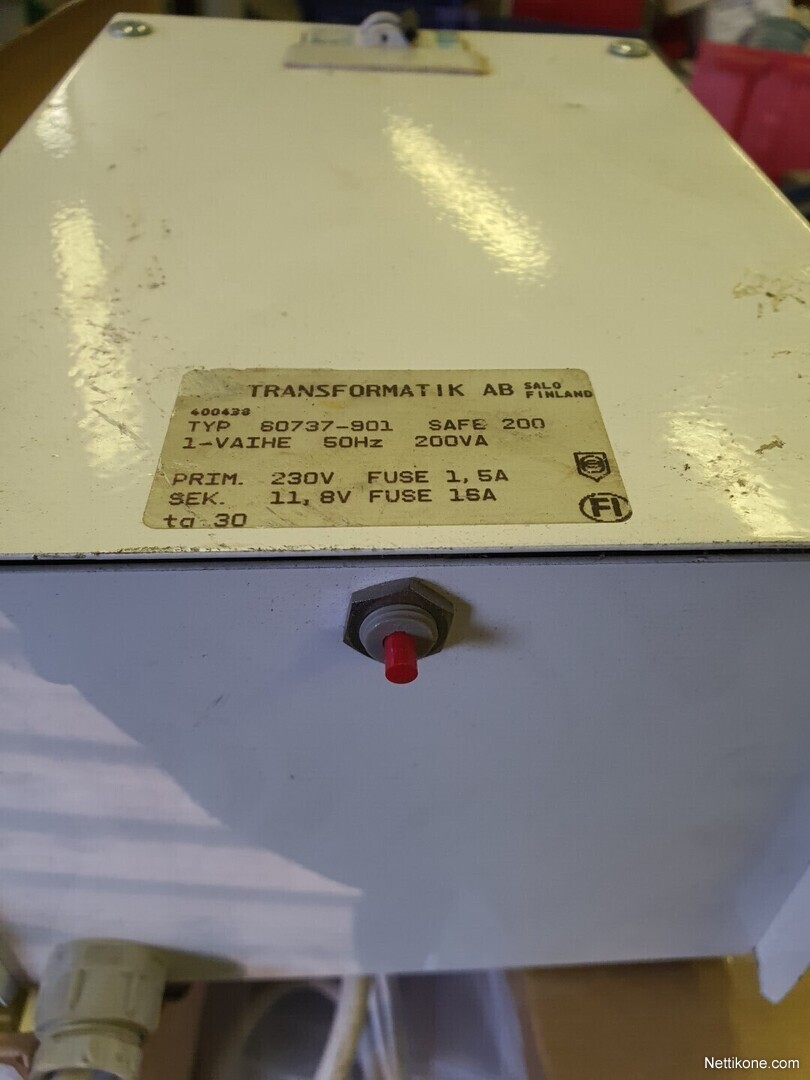 TRANSFORMATIK AB SALO FINLAND
400438
TYP 60737-901 SAFE 200
1-VAIHE 50Hz 200VA
PRIM. 230V FUSE 1,5A
SEK. 11,8V FUSE 16A
ta 30
FI
Nettikone.com